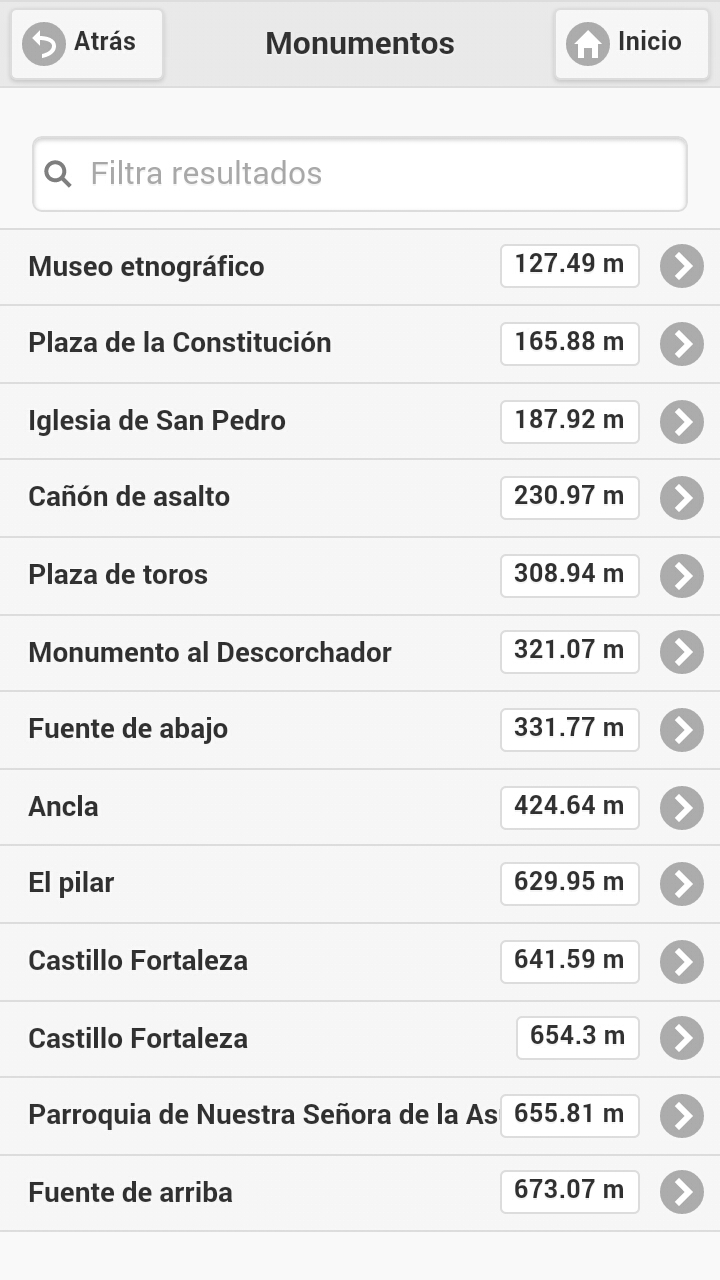 Atrás
Monumentos
Inicio
Filtra resultados
Museo etnográfico 127.49 m
Plaza de la Constitución 165.88 m
Iglesia de San Pedro 187.92 m
Cañón de asalto 230.97 m
Plaza de toros 308.94 m
Monumento al Descorchador 321.07 m
Fuente de abajo 331.77 m
Ancla 424.64 m
El pilar 629.95 m
Castillo Fortaleza 641.59 m
Castillo Fortaleza 654.3 m
Parroquia de Nuestra Señora de la As 655.81 m
Fuente de arriba 673.07 m